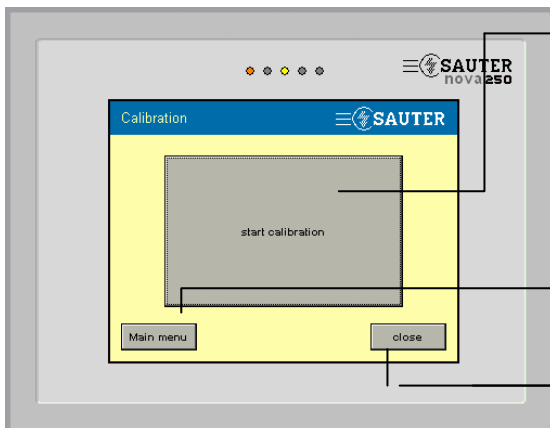 SAUTER
nova250
Calibration
SAUTER
start calibration
Main menu
close